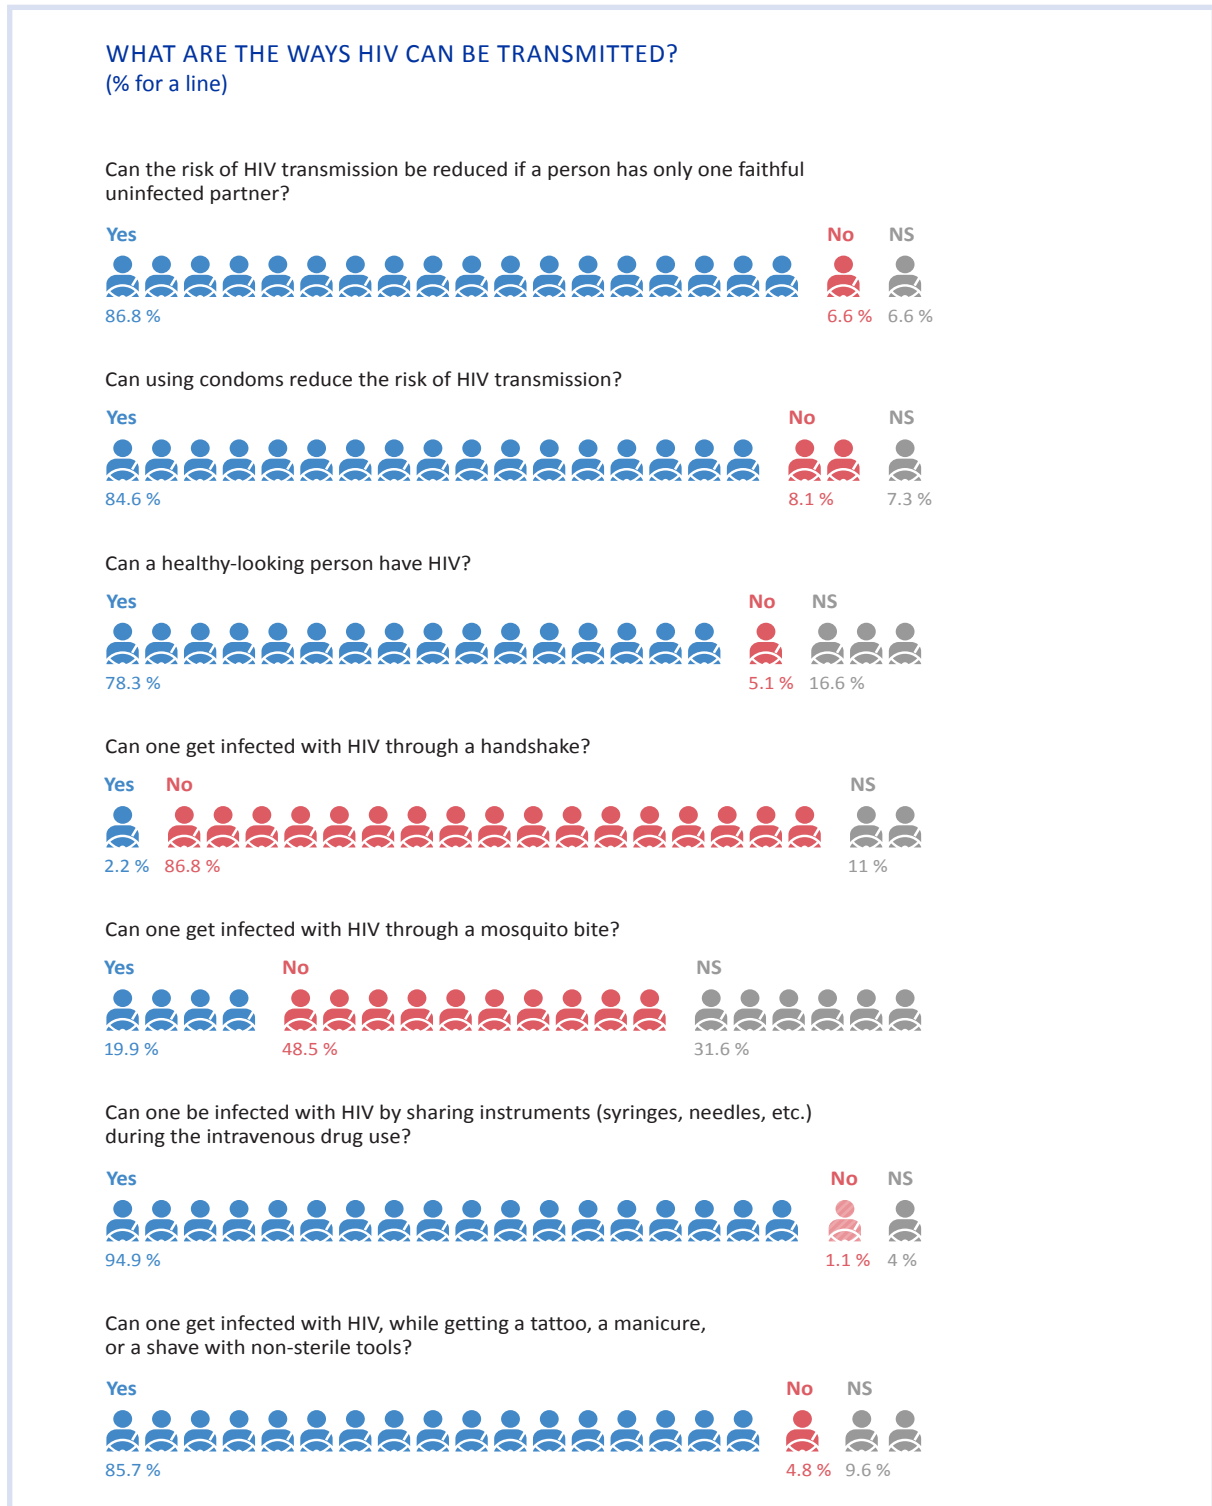 WHAT ARE THE WAYS HIV CAN BE TRANSMITTED?
(% for a line)
Can the risk of HIV transmission be reduced if a person has only one faithful
uninfected partner?
Yes No NS
86.8 % 6.6 % 6.6 %
Can using condoms reduce the risk of HIV transmission?
Yes No NS
84.6 % 8.1 % 7.3 %
Can a healthy-looking person have HIV?
Yes No NS
78.3 % 5.1 % 16.6 %
Can one get infected with HIV through a handshake?
Yes No NS
2.2 % 86.8 % 11 %
Can one get infected with HIV through a mosquito bite?
Yes No NS
19.9 % 48.5 % 31.6 %
Can one be infected with HIV by sharing instruments (syringes, needles, etc.)
during the intravenous drug use?
Yes No NS
94.9 % 1.1 % 4 %
Can one get infected with HIV, while getting a tattoo, a manicure,
or a shave with non-sterile tools?
Yes No NS
85.7 % 4.8 % 9.6 %